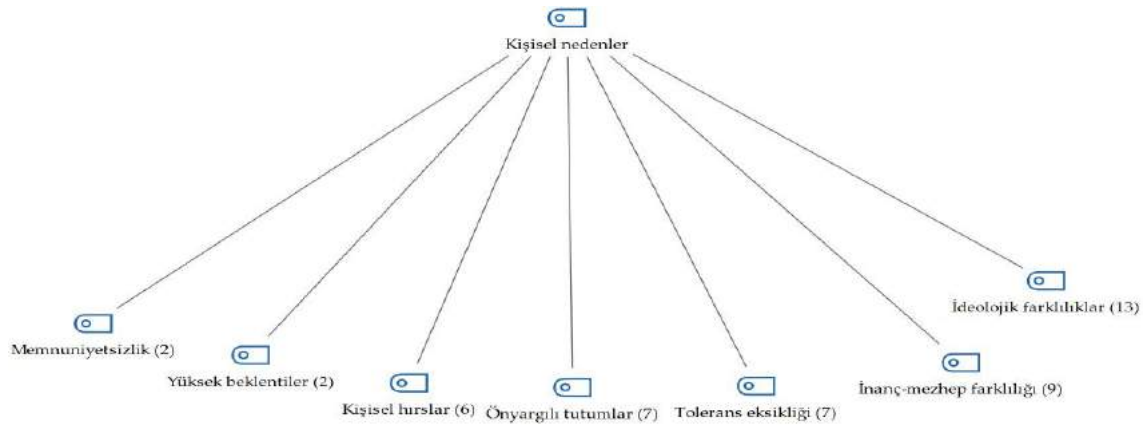 Kişisel nedenler
İdeolojik farklılıklar (13)
Memnuniyetsizlik (2)
Yüksek beklentiler (2)
Kişisel hırslar (6)
Önyargılı tutumlar (7)
Tolerans eksikliği (7)
İnanç-mezhep farklılığı (9)